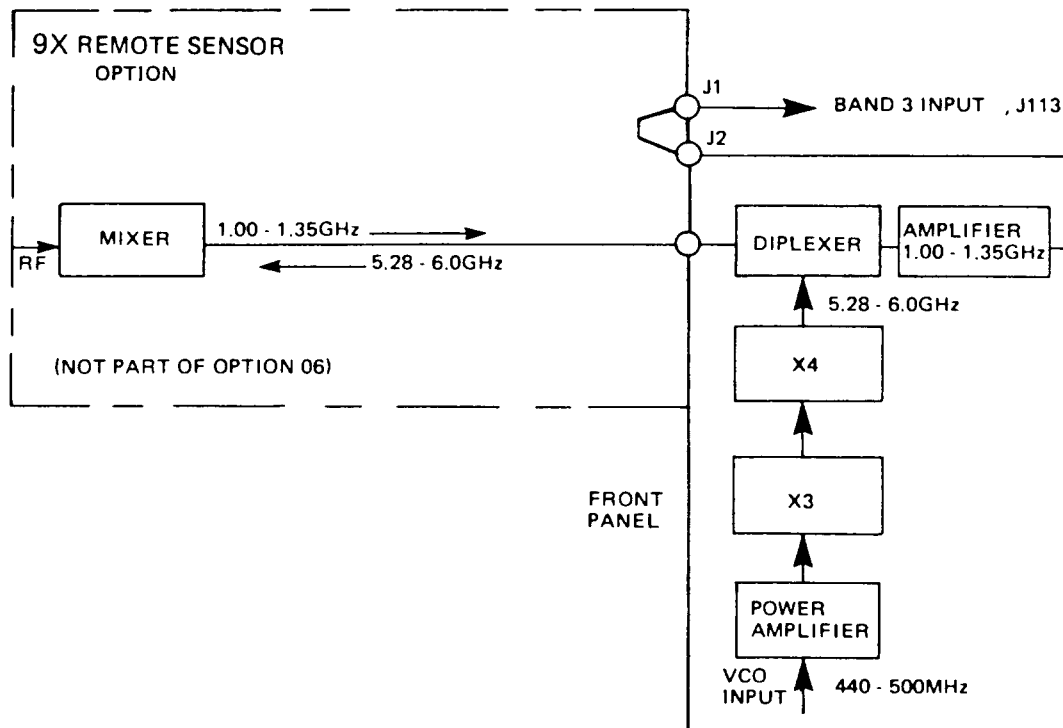 9X REMOTE SENSOR
OPTION
J1
BAND 3 INPUT , J113
J2
MIXER
1.00 - 1.35GHz
5.28 - 6.0GHz
RF
DIPLEXER
AMPLIFIER
1.00 - 1.35GHz
5.28 - 6.0GHz
(NOT PART OF OPTION 06)
X4
FRONT
PANEL
X3
POWER
AMPLIFIER
VCO
INPUT
440 - 500MHz